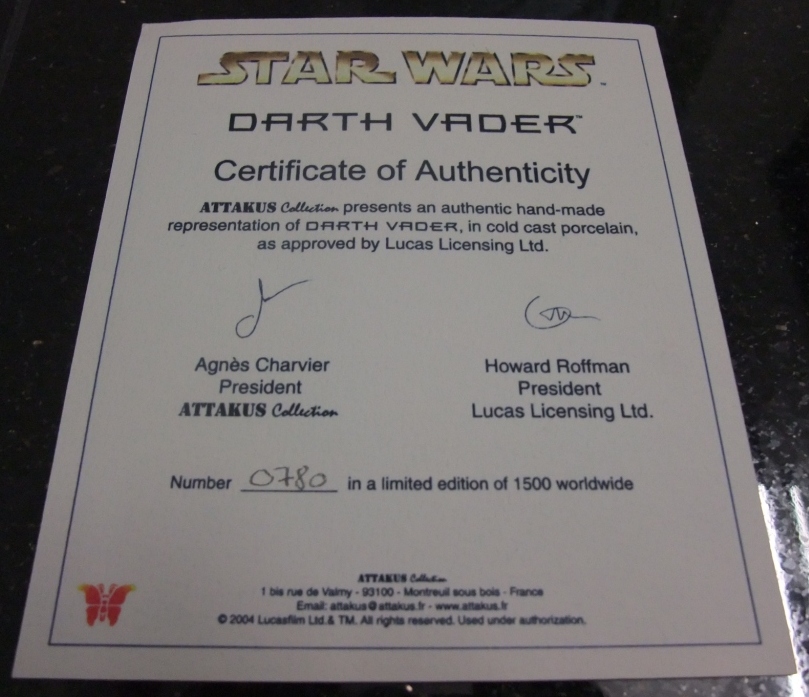 STAR WARS™
DARTH VADER™
Certificate of Authenticity
ATTAKUS Collection presents an authentic hand-made
representation of DARTH VADER, in cold cast porcelain,
as approved by Lucas Licensing Ltd.
Agnès Charvier
President
ATTAKUS Collection
Howard Roffman
President
Lucas Licensing Ltd.
Number 0780 in a limited edition of 1500 worldwide
ATTAKUS Collection
1 bis rue de Valmy - 93100 - Montreuil sous bois - France
Email: attakus@attakus.fr - www.attakus.fr
© 2004 Lucasfilm Ltd.& TM. All rights reserved. Used under authorization.